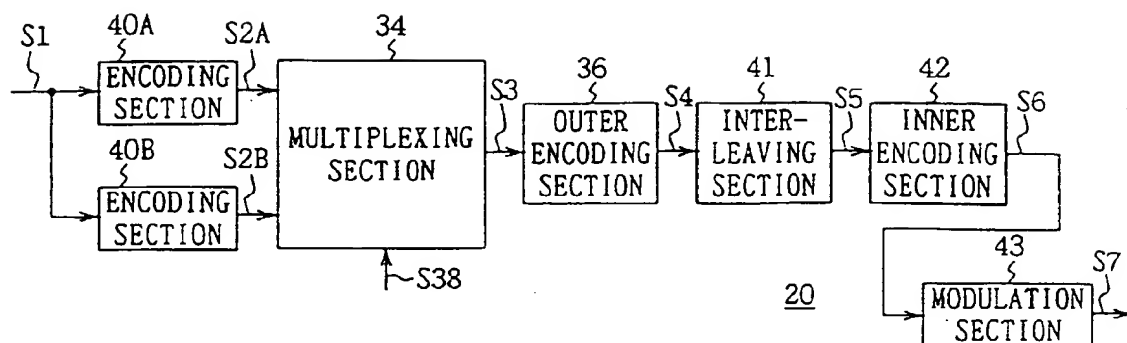 S1
40A
ENCODING
SECTION
S2A
40B
ENCODING
SECTION
S2B
34
MULTIPLEXING
SECTION
S38
S3
36
OUTER
ENCODING
SECTION
S4
41
INTER-
LEAVING
SECTION
S5
42
INNER
ENCODING
SECTION
S6
20
43
MODULATION
SECTION
S7